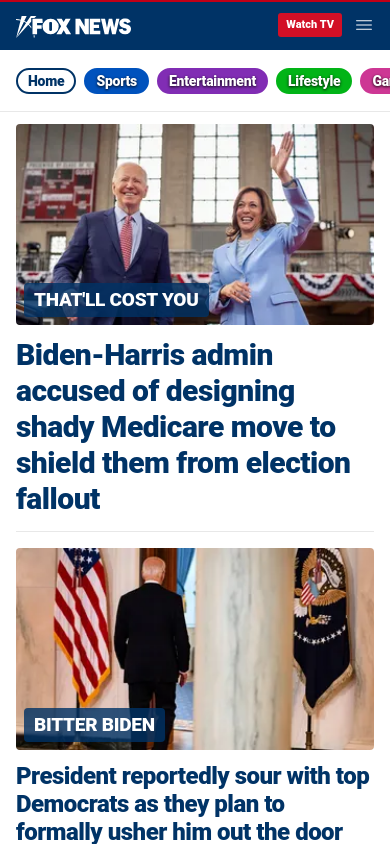 FOX NEWS
Watch TV
Home
Sports
Entertainment
Lifestyle
THAT'LL COST YOU
Biden-Harris admin
accused of designing
shady Medicare move to
shield them from election
fallout
BITTER BIDEN
President reportedly sour with top
Democrats as they plan to
formally usher him out the door